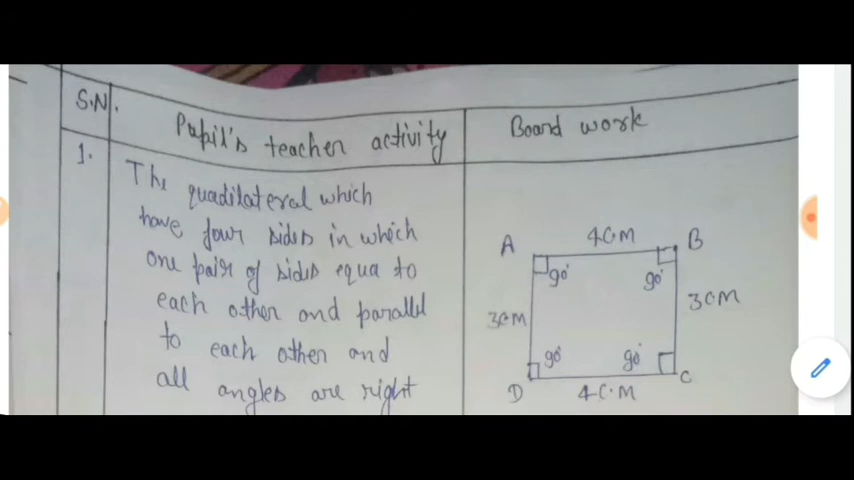 S.N.
Pupil's teacher activity
Board work
1.
The quadilateral which
have four sides in which
one pair of sides equa to
each other and parallel
to each other and
all angles are right
A 4CM B
90° 90°
3CM 3CM
90° 90°
D 4C.M C